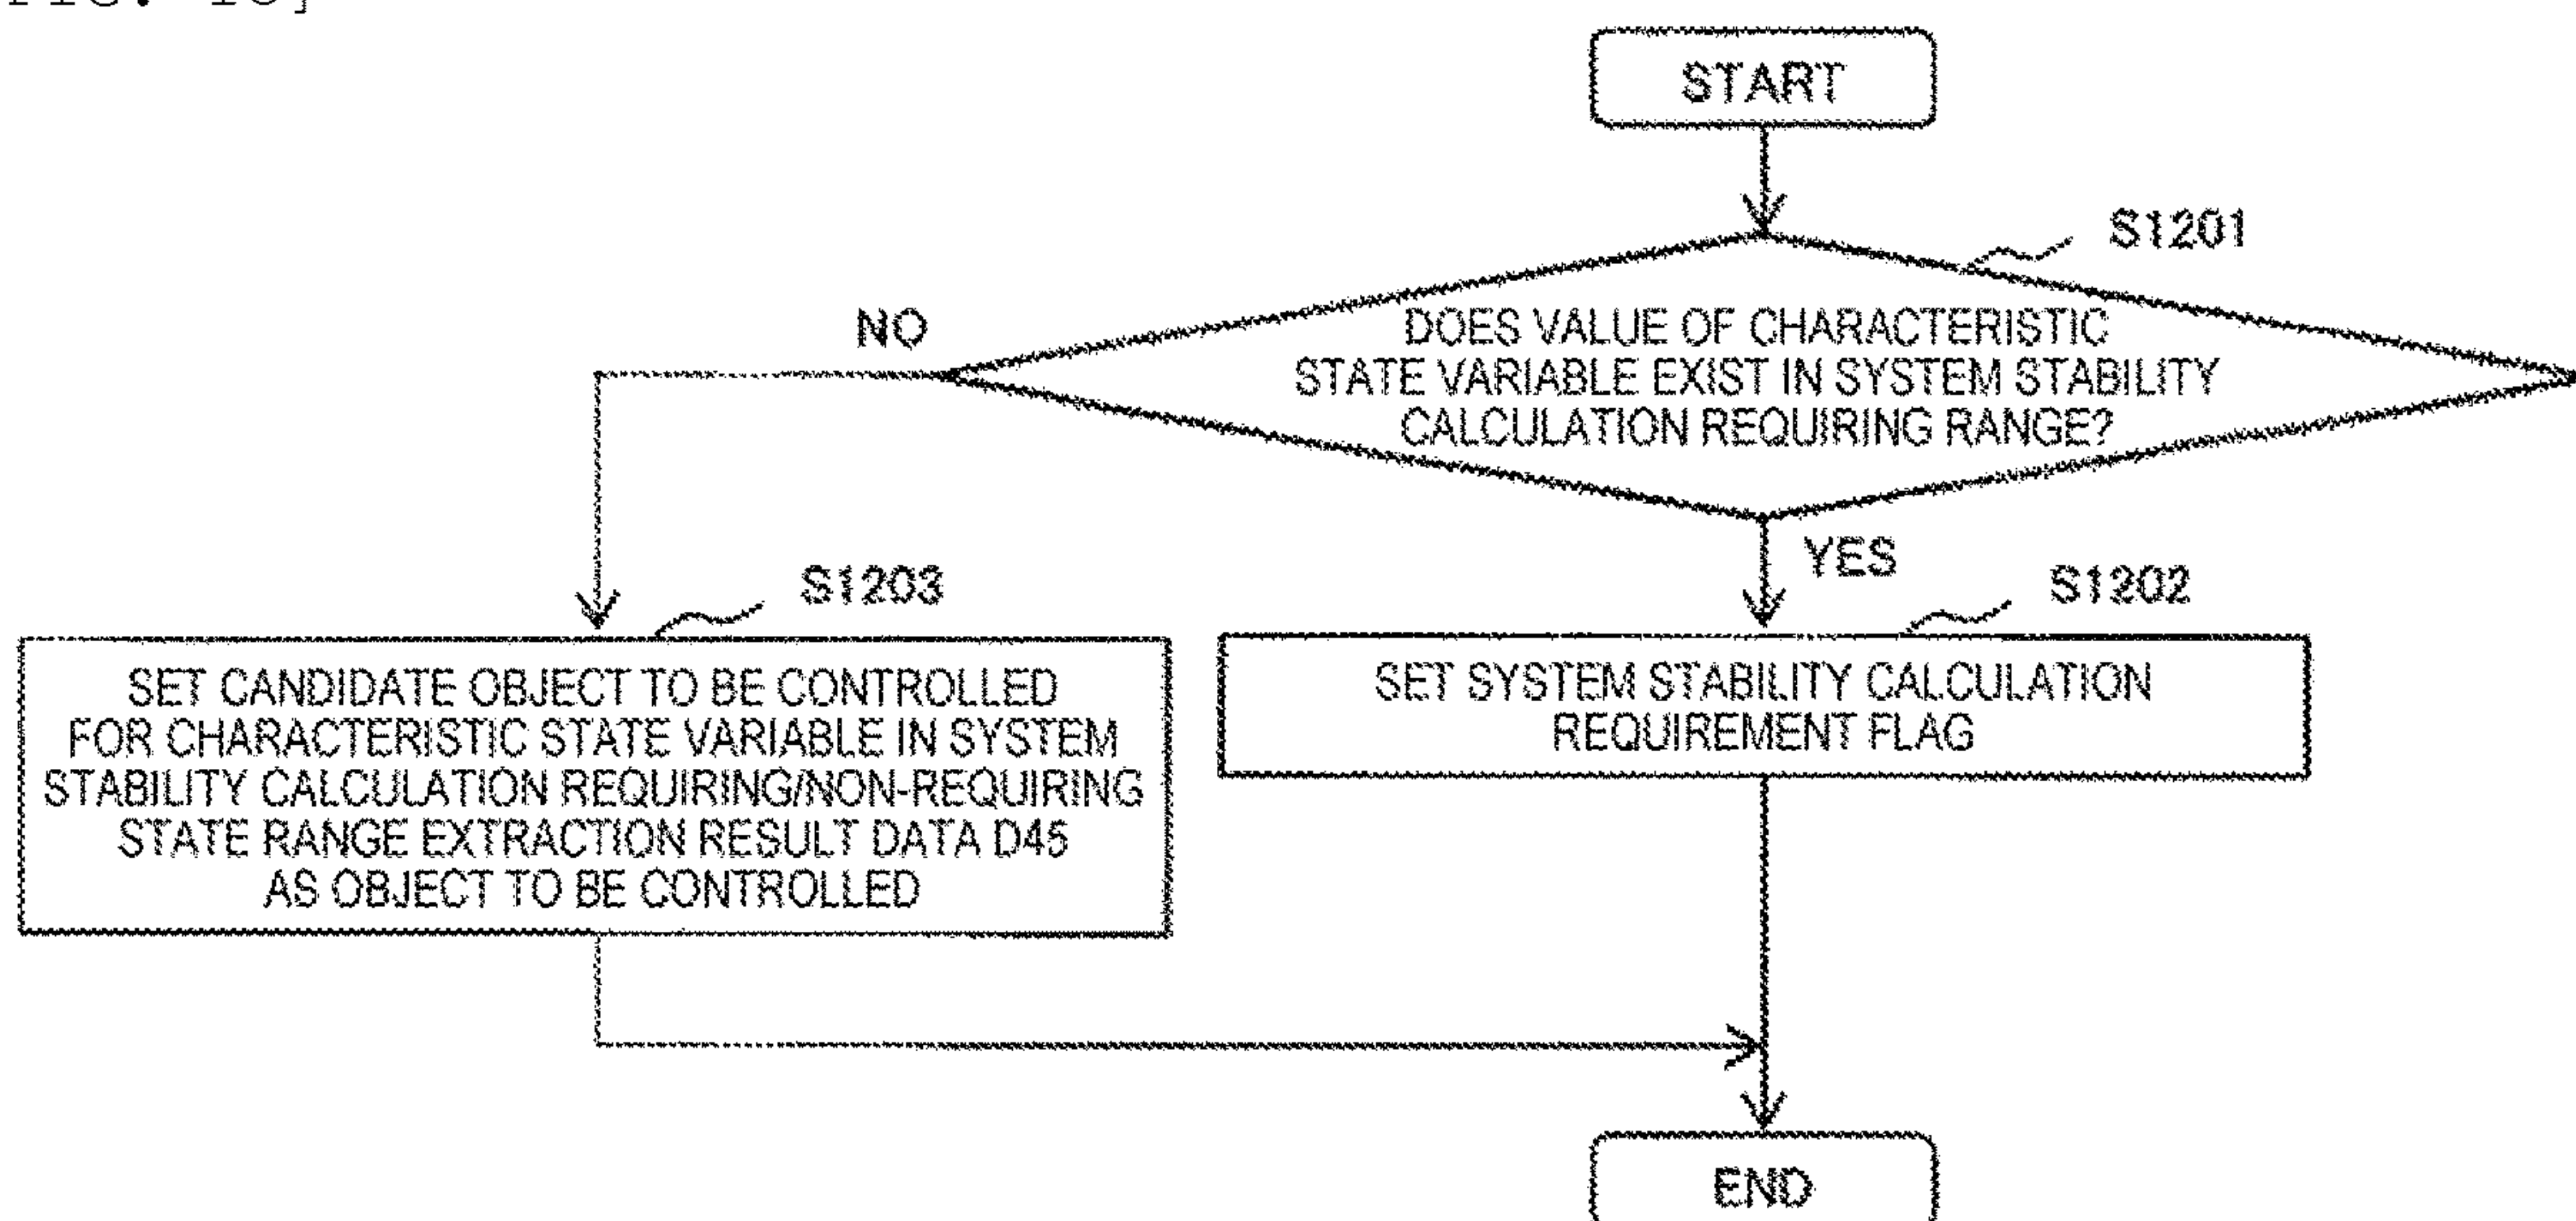 START
S1201
NO
DOES VALUE OF CHARACTERISTIC
STATE VARIABLE EXIST IN SYSTEM STABILITY
CALCULATION REQUIRING RANGE?
YES
S1203
S1202
SET CANDIDATE OBJECT TO BE CONTROLLED
FOR CHARACTERISTIC STATE VARIABLE IN SYSTEM
STABILITY CALCULATION REQUIRING/NON-REQUIRING
STATE RANGE EXTRACTION RESULT DATA D45
AS OBJECT TO BE CONTROLLED
SET SYSTEM STABILITY CALCULATION
REQUIREMENT FLAG
END